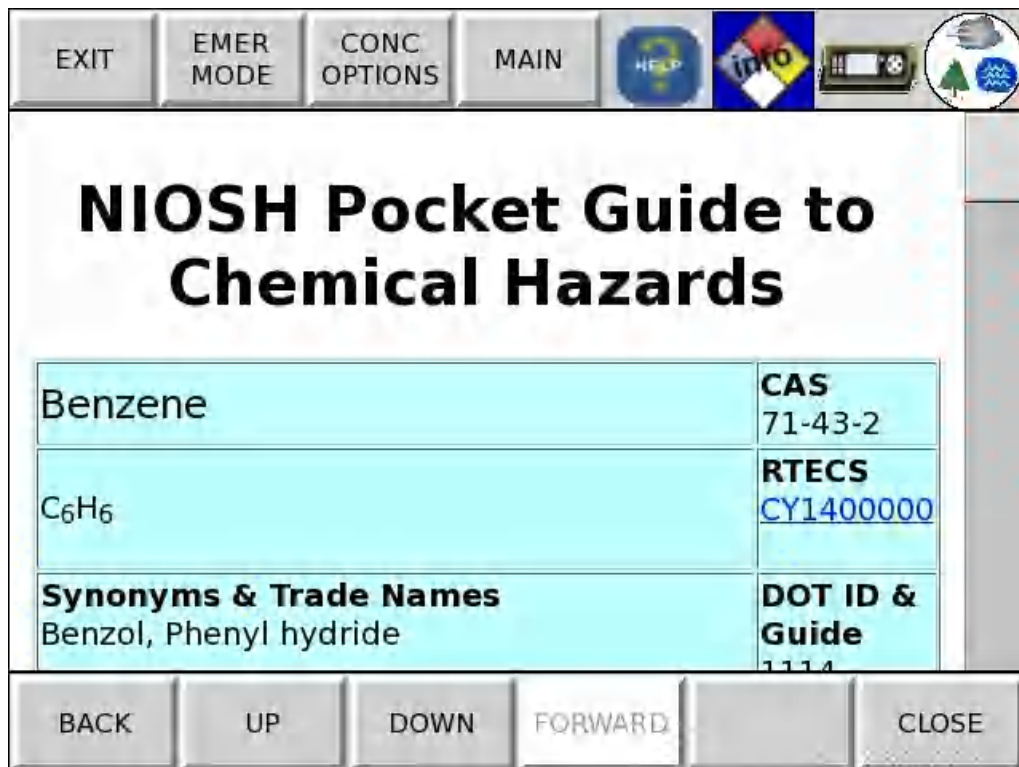 EXIT
EMER
MODE
CONC
OPTIONS
MAIN
HELP
info
NIOSH Pocket Guide to
Chemical Hazards
Benzene
CAS
71-43-2
C6H6
RTECS
CY1400000
Synonyms & Trade Names
Benzol, Phenyl hydride
DOT ID &
Guide
1114
BACK
UP
DOWN
FORWARD
CLOSE